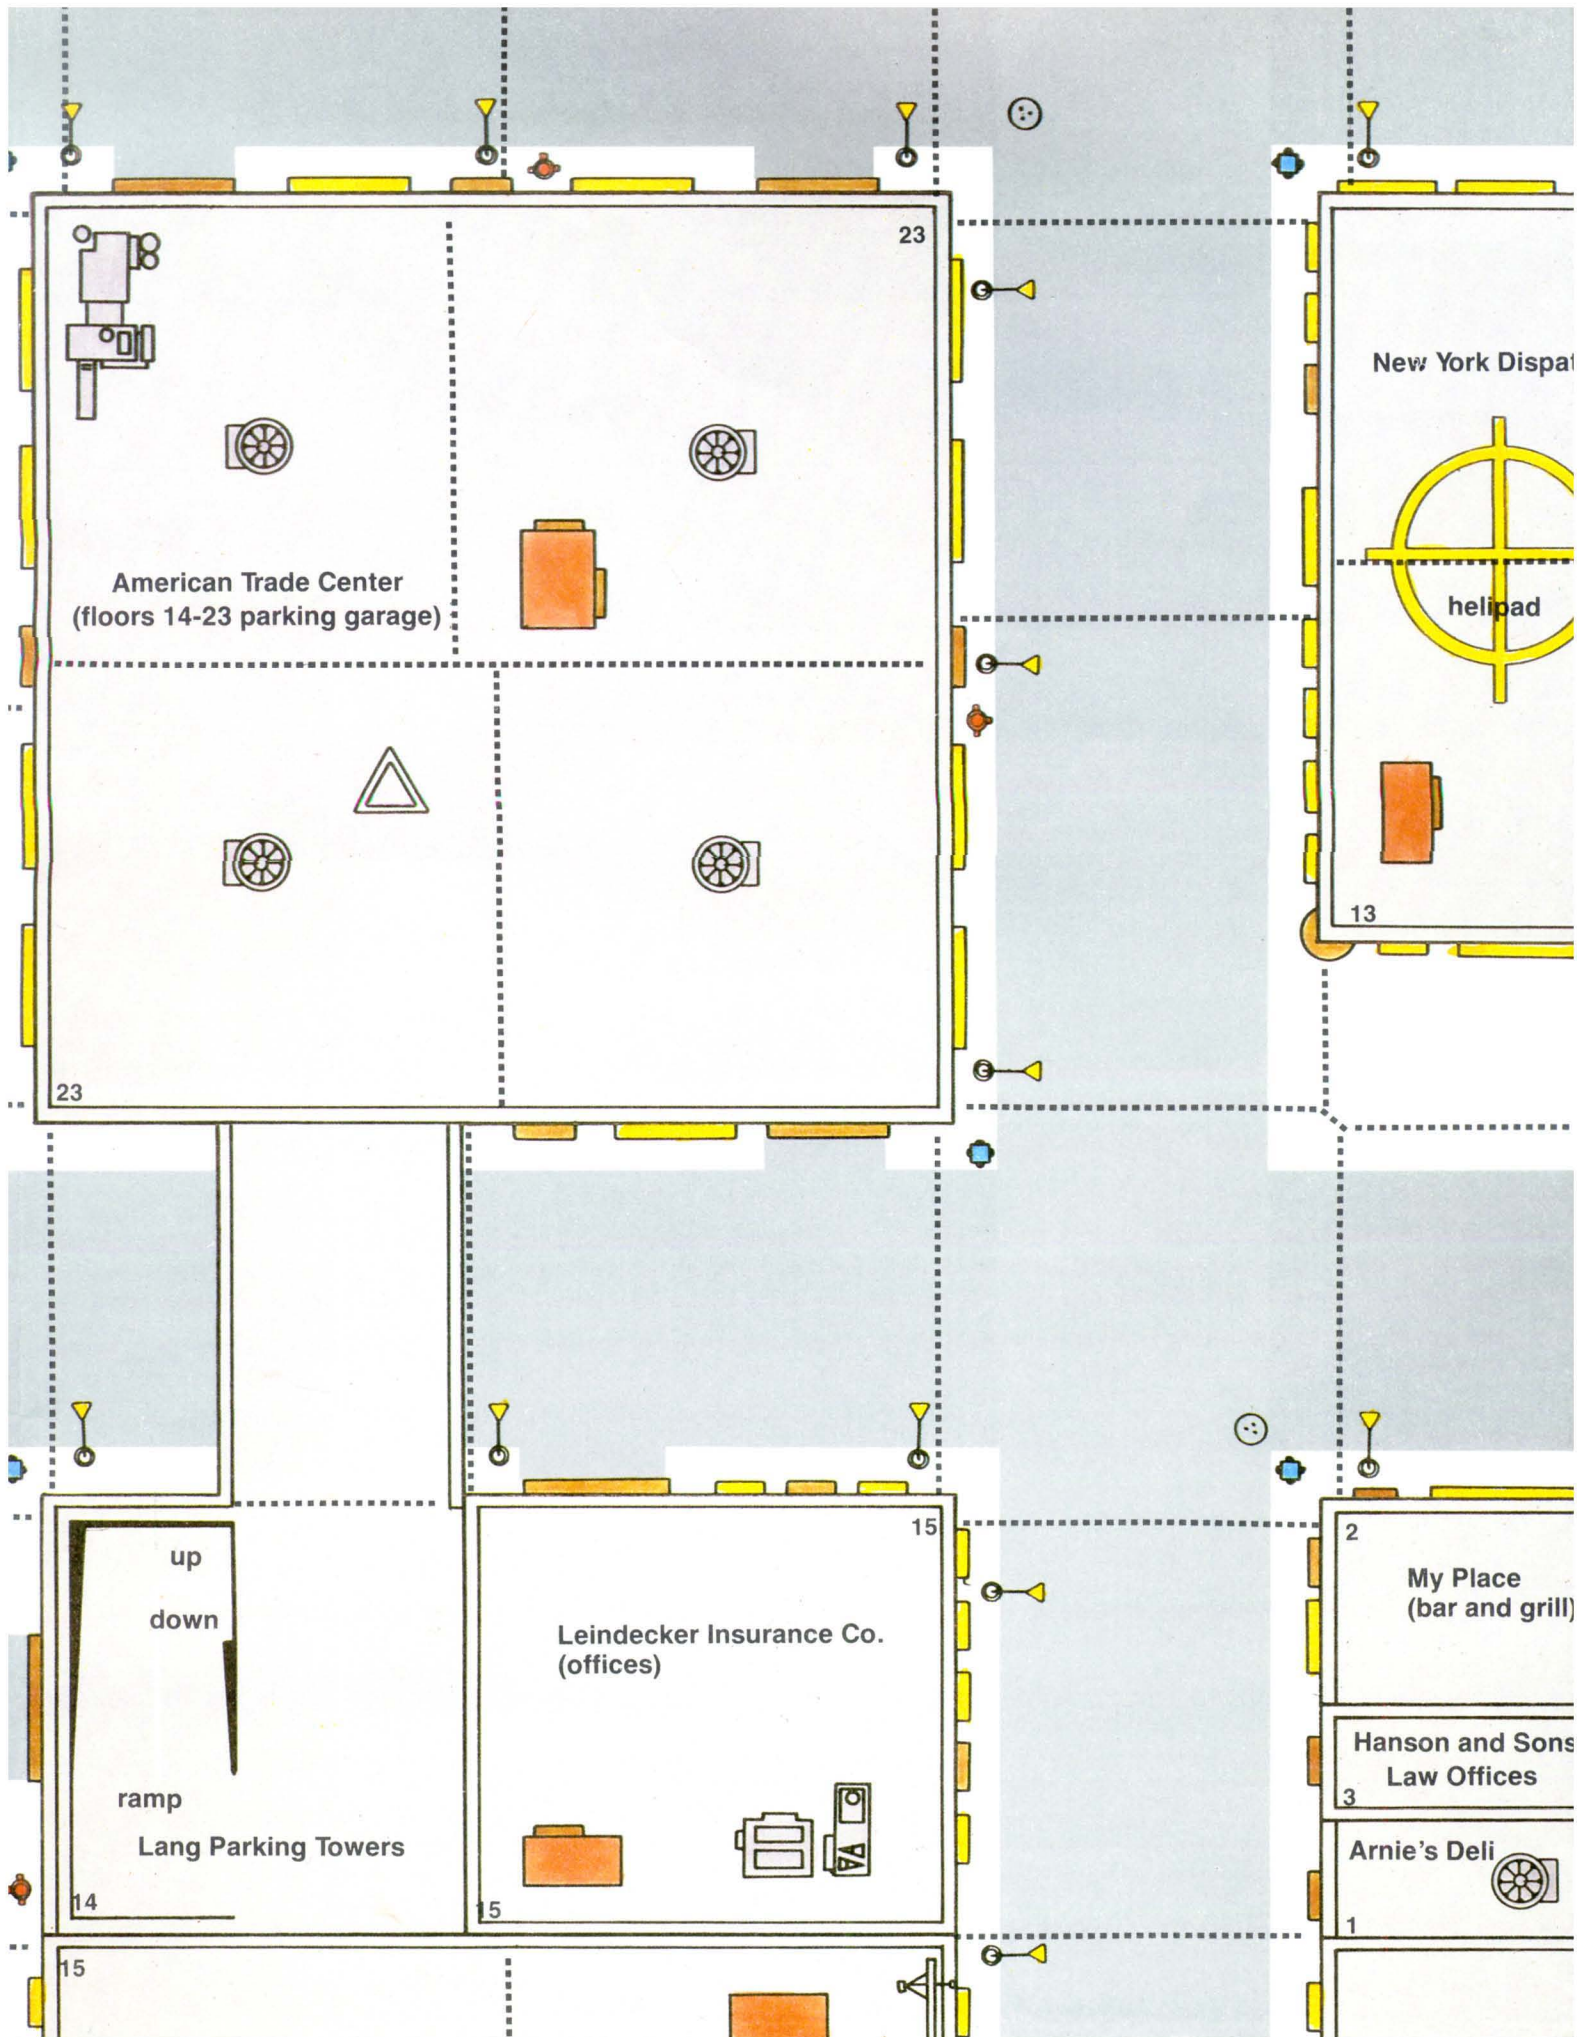 23
New York Dispat
American Trade Center
(floors 14-23 parking garage)
helipad
13
23
15
2
up
My Place
(bar and grill)
down
Leindecker Insurance Co.
(offices)
Hanson and Sons
Law Offices
3
ramp
Lang Parking Towers
Arnie's Deli
14
15
1
15